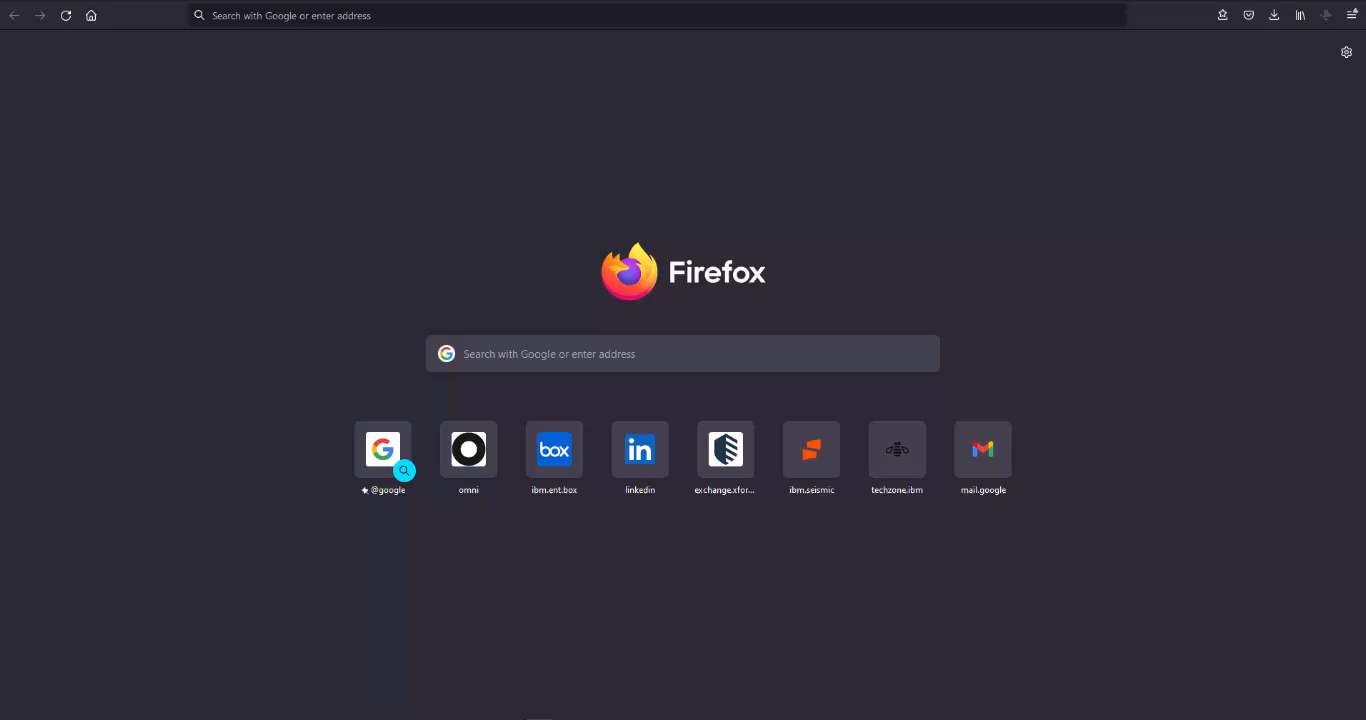 Search with Google or enter address
Firefox
Search with Google or enter address
box
in
@google
omni
ibm.ent.box
linkedin
exchange.xfor...
ibm.seismic
techzone.ibm
mail.google